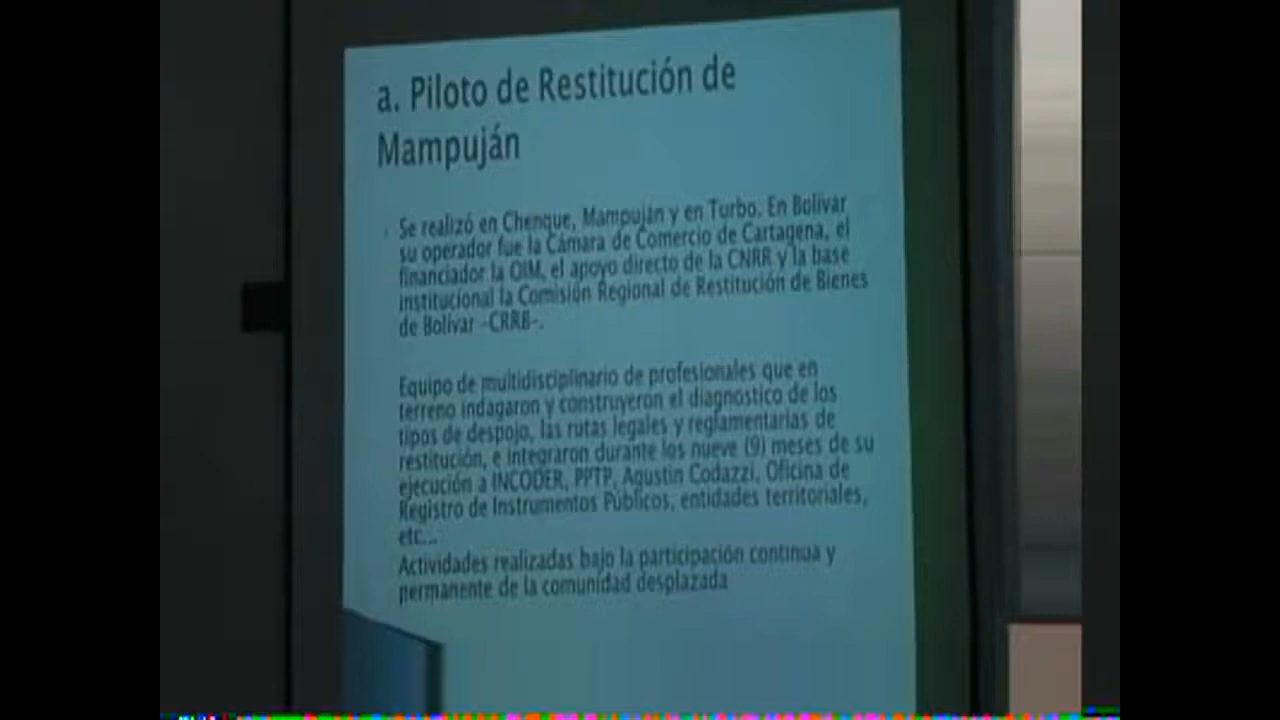 a. Piloto de Restitución de
Mampuján
Se realizó en Chenque, Mampuján y en Turbo. En Bolívar
su operador fue la Cámara de Comercio de Cartagena, el
financiador la OIM, el apoyo directo de la CNRR y la base
institucional la Comisión Regional de Restitución de Bienes
de Bolívar -CRRB-.
Equipo de multidisciplinario de profesionales que en
terreno indagaron y construyeron el diagnostico de los
tipos de despojo, las rutas legales y reglamentarias de
restitución, e integraron durante los nueve (9) meses de su
ejecución a INCODER, PPTP, Agustín Codazzi, Oficina de
Registro de Instrumentos Públicos, entidades territoriales,
etc...
Actividades realizadas bajo la participación continua y
permanente de la comunidad desplazada